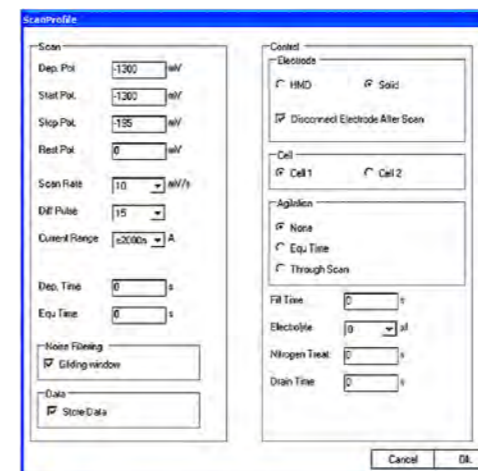 ScanProfile
Scan
Dep. Pot -1300 mV
Start Pot. -1300 mV
Stop Pot. -195 mV
Rest Pot. 0 mV
Scan Rate 10 mV/s
Diff Pulse 15
Current Range ±2000n A
Dep. Time 0 s
Equ Time 0 s
Noise Filtering
Gliding window
Data
Store Data
Control
Electrode
HMD Solid
Disconnect Electrode After Scan
Cell
Cell 1 Cell 2
Agitation
None
Equ Time
Through Scan
Fill Time 0 s
Electrolyte 0
Nitrogen Treat. 0 s
Drain Time 0 s
Cancel Ok